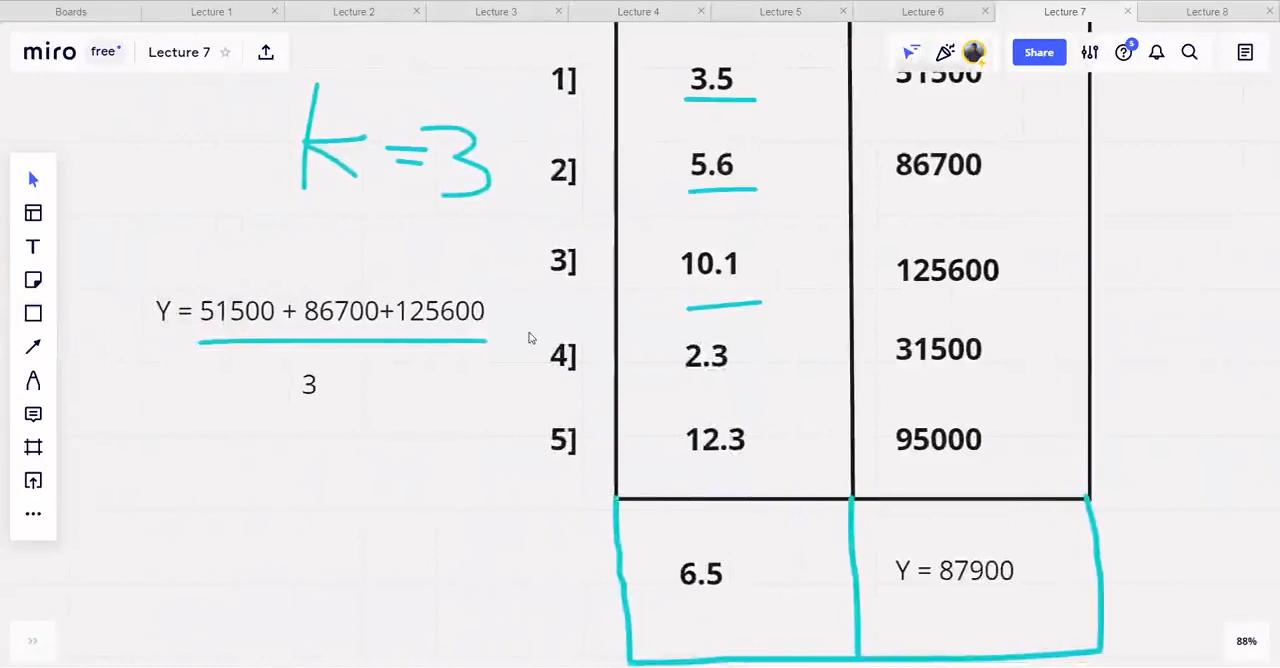 Boards Lecture 1 Lecture 2 Lecture 3 Lecture 4 Lecture 5 Lecture 6 Lecture 7 Lecture 8
miro free Lecture 7 Share 5
1] 3.5 51500
k = 3
2] 5.6 86700
3] 10.1 125600
Y = 51500 + 86700+125600
3
4] 2.3 31500
5] 12.3 95000
6.5 Y = 87900
88%